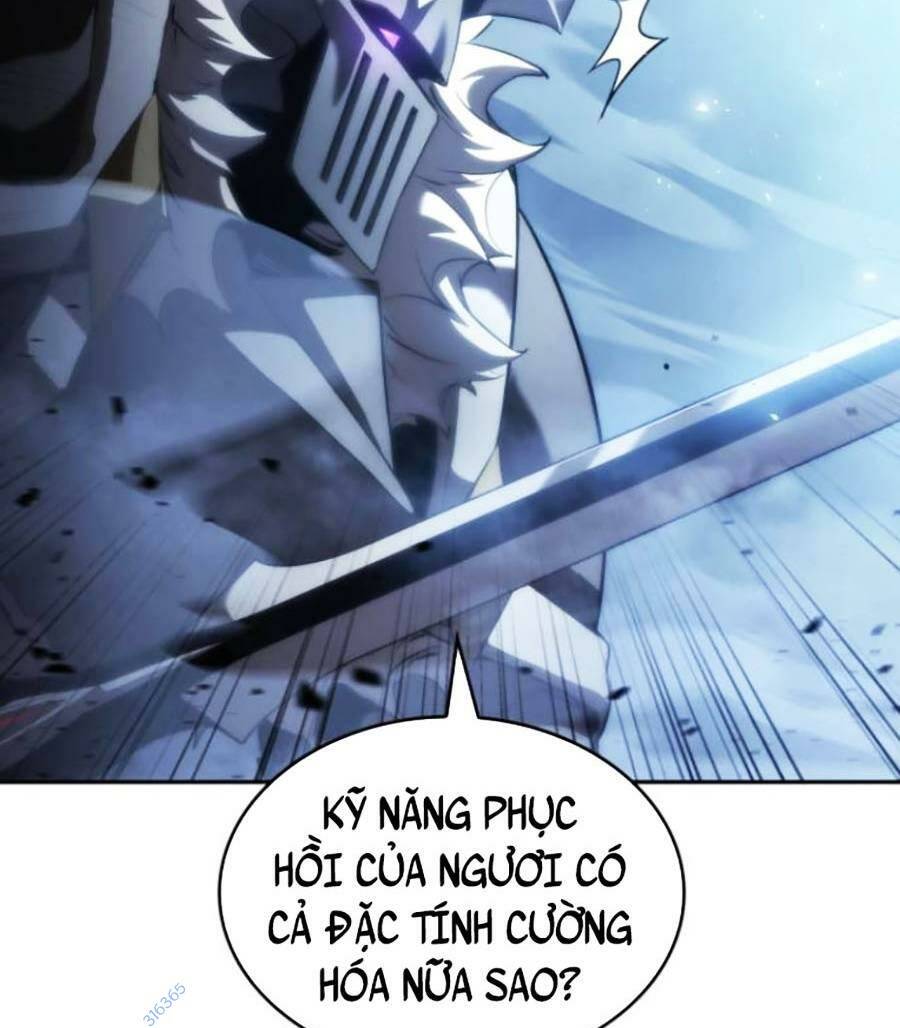 KỸ NĂNG PHỤC
HỒI CỦA NGƯƠI CÓ
CẢ ĐẶC TÍNH CƯỜNG
HÓA NỮA SAO?
316365